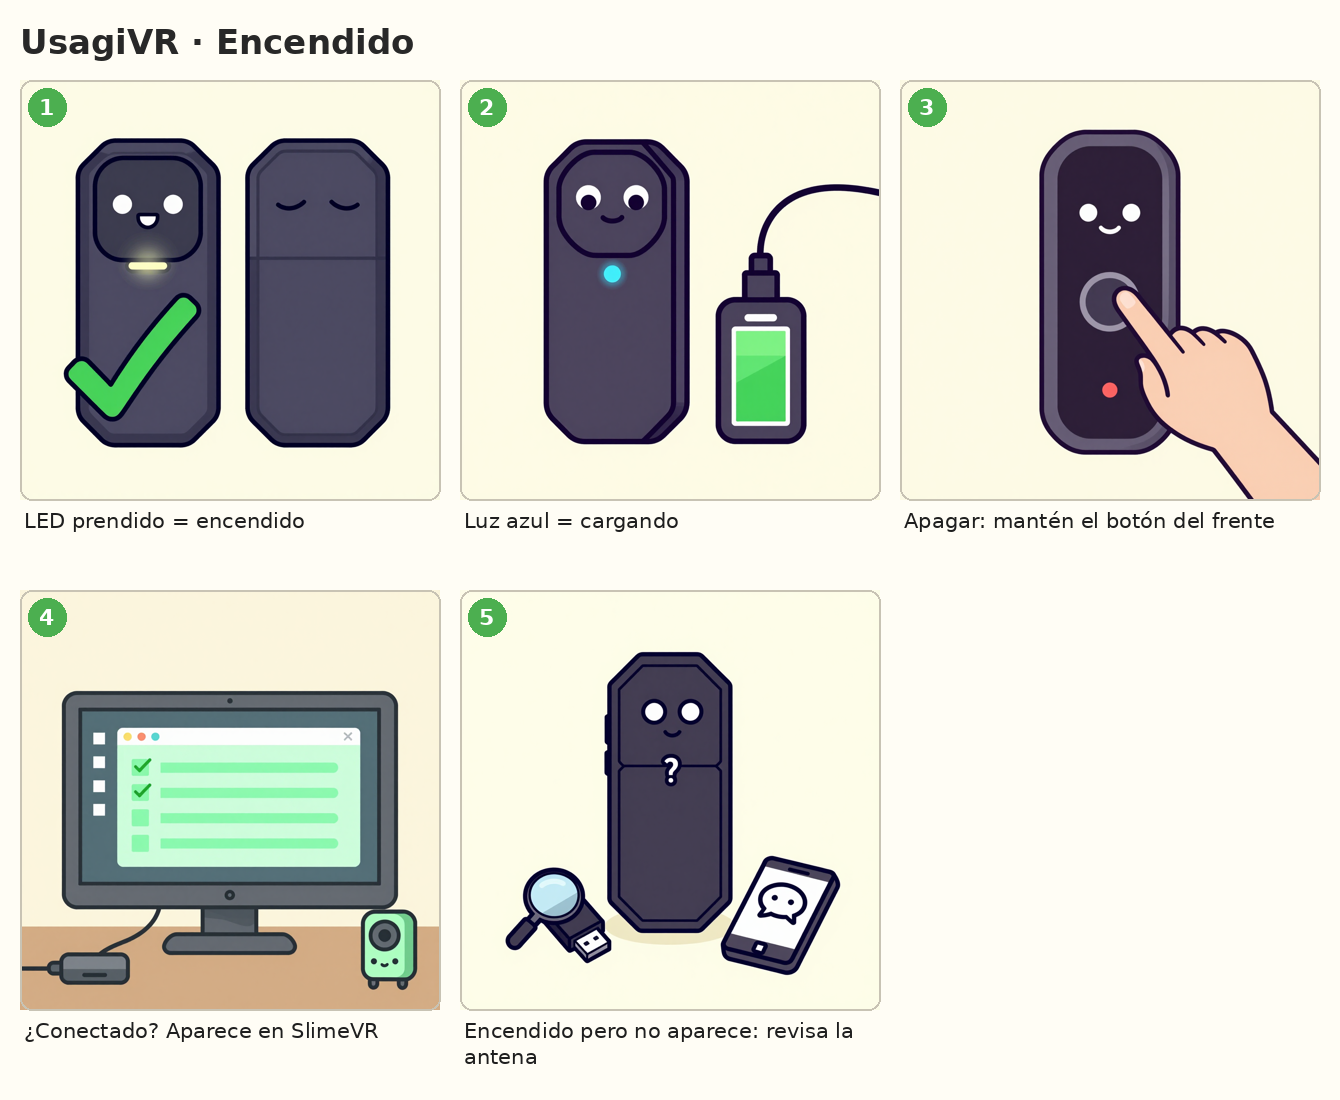 UsagiVR · Encendido
1
2
3
LED prendido = encendido
Luz azul = cargando
Apagar: mantén el botón del frente
4
5
?
¿Conectado? Aparece en SlimeVR
Encendido pero no aparece: revisa la
antena